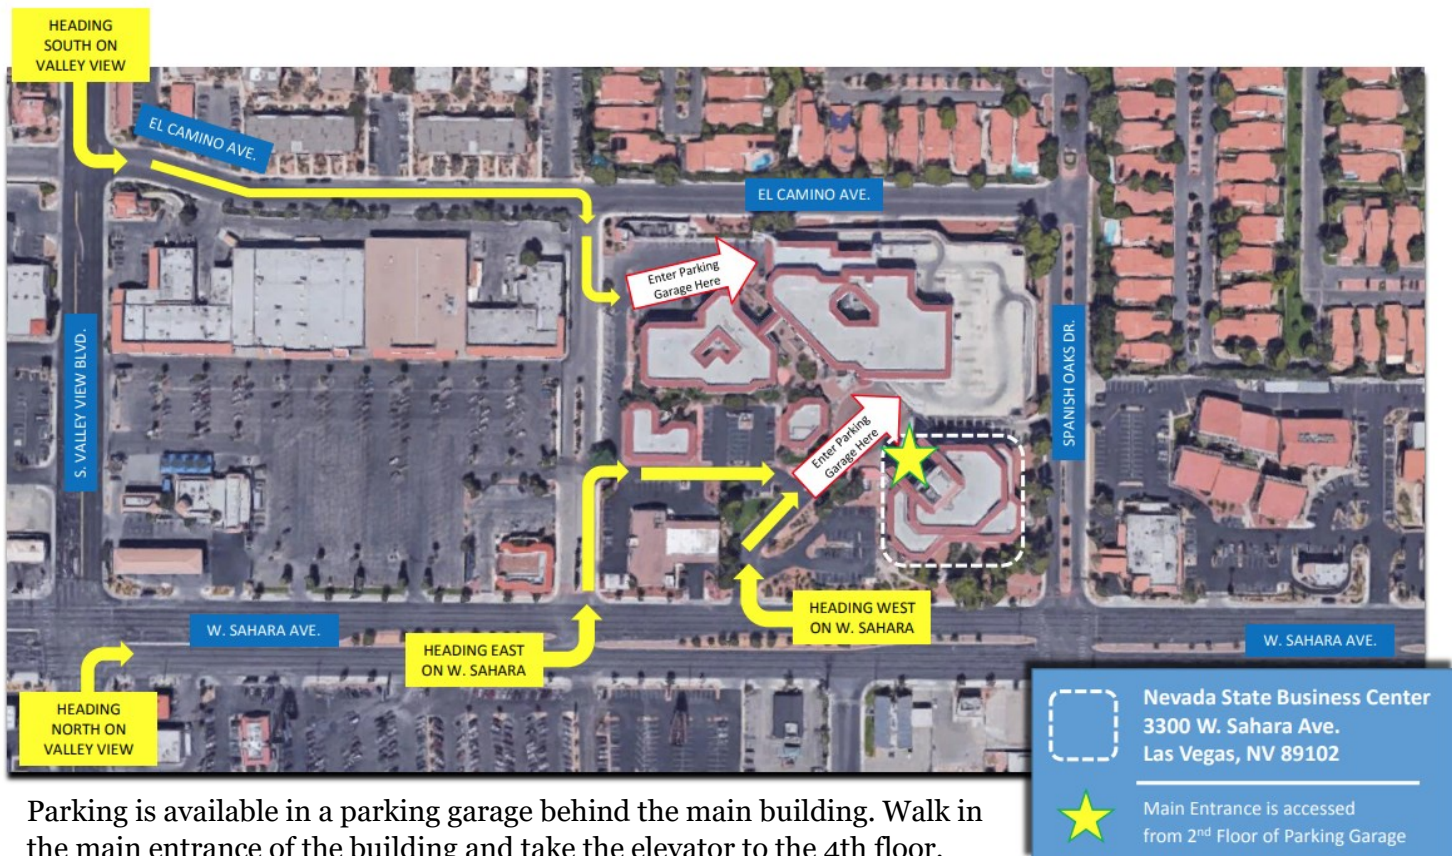 HEADING
SOUTH ON
VALLEY VIEW
EL CAMINO AVE.
EL CAMINO AVE.
Enter Parking
Garage Here
S. VALLEY VIEW BLVD.
SPANISH OAKS DR.
Enter Parking
Garage Here
HEADING WEST
ON W. SAHARA
W. SAHARA AVE.
HEADING EAST
ON W. SAHARA
W. SAHARA AVE.
HEADING
NORTH ON
VALLEY VIEW
Nevada State Business Center
3300 W. Sahara Ave.
Las Vegas, NV 89102
Main Entrance is accessed
from 2nd Floor of Parking Garage
Parking is available in a parking garage behind the main building. Walk in
the main entrance of the building and take the elevator to the 4th floor.